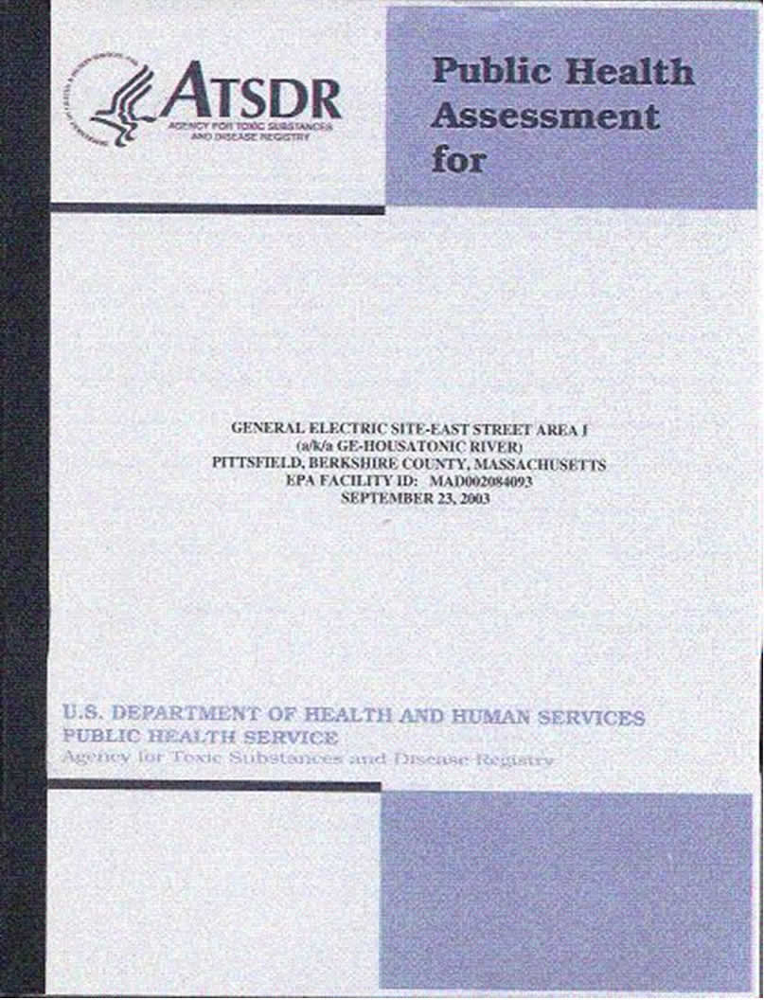 ATSDR
AGENCY FOR TOXIC SUBSTANCES
AND DISEASE REGISTRY
Public Health
Assessment
for
GENERAL ELECTRIC SITE-EAST STREET AREA I
(a/k/a GE-HOUSATONIC RIVER)
PITTSFIELD, BERKSHIRE COUNTY, MASSACHUSETTS
EPA FACILITY ID: MAD002084093
SEPTEMBER 23, 2003
U.S. DEPARTMENT OF HEALTH AND HUMAN SERVICES
PUBLIC HEALTH SERVICE
Agency for Toxic Substances and Disease Registry